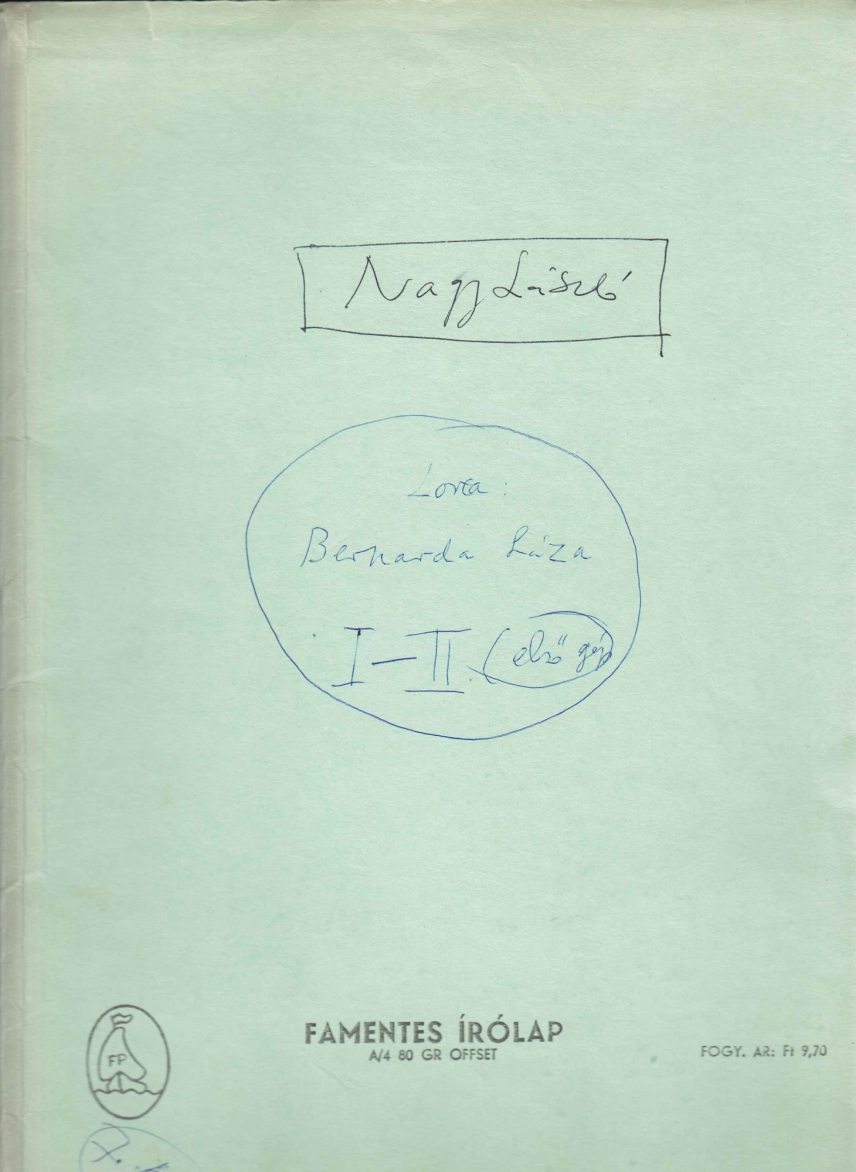 Nagy László
Lorca:
Bernarda háza
I–II. (első gép)
FP
FAMENTES ÍRÓLAP
A/4 80 GR OFFSET
FOGY. ÁR: Ft 9,70